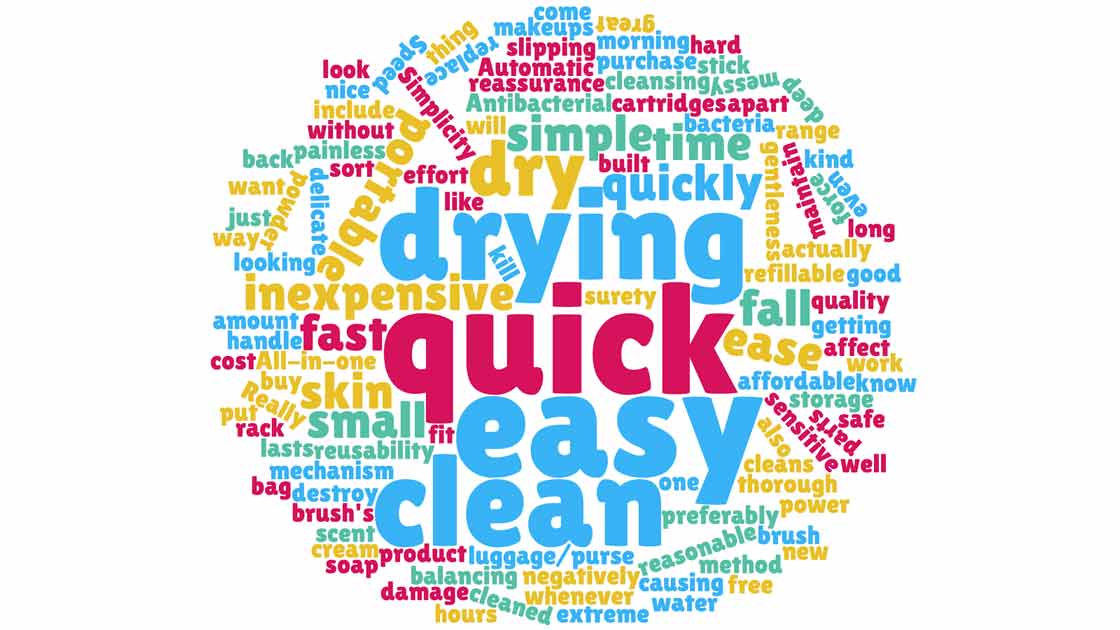 come
makeups
great
thing
Speed
replace
slipping
morning
hard
look
Automatic
purchase
stick
nice
Simplicity
reassurance
cleansing
messy
deep
include
portable
Antibacterial
cartridges
apart
without
will
simple
time
bacteria
range
back
painless
sort
effort
dry
built
gentleness
maintain
kind
want
powder
delicate
like
quickly
force
even
just
way
drying
long
looking
kill
actually
refillable
good
inexpensive
surety
fall
quality
amount
handle
fast
quick
ease
getting
affect
cost
All-in-one
work
buy
skin
affordable
know
Really
put
small
easy
storage
sensitive
parts
safe
rack
fit
also
lasts
reusability
cleans
well
mechanism
bag
destroy
clean
one
thorough
brush's
power
scent
preferably
cream
product
luggage/purse
reasonable
brush
new
soap
balancing
negatively
method
damage
cleaned
whenever
causing
free
hours
extreme
water